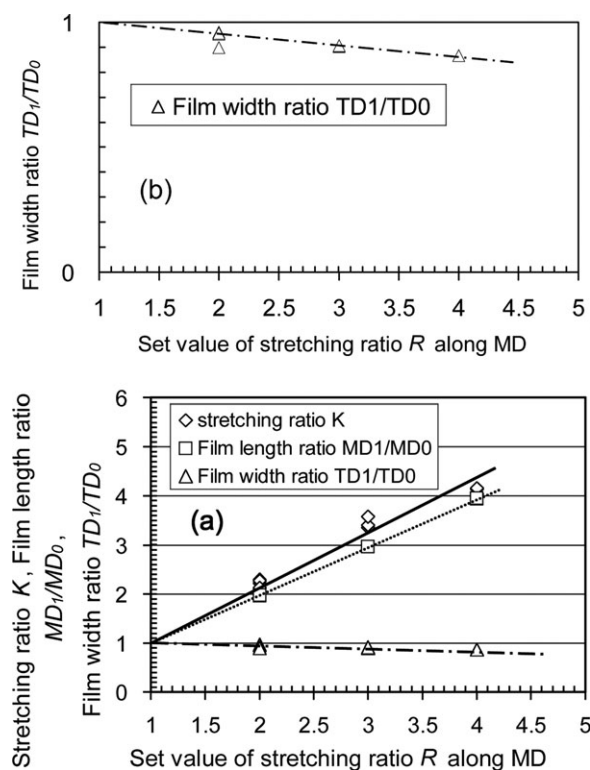 1
Film width ratio TD1/TD0
Film width ratio TD1/TD0
(b)
0
1 1.5 2 2.5 3 3.5 4 4.5 5
Set value of stretching ratio R along MD
6
5
4
3
2
1
0
Stretching ratio K, Film length ratio
MD1/MD0,
Film width ratio TD1/TD0
stretching ratio K
Film length ratio MD1/MD0
Film width ratio TD1/TD0
(a)
1 1.5 2 2.5 3 3.5 4 4.5 5
Set value of stretching ratio R along MD